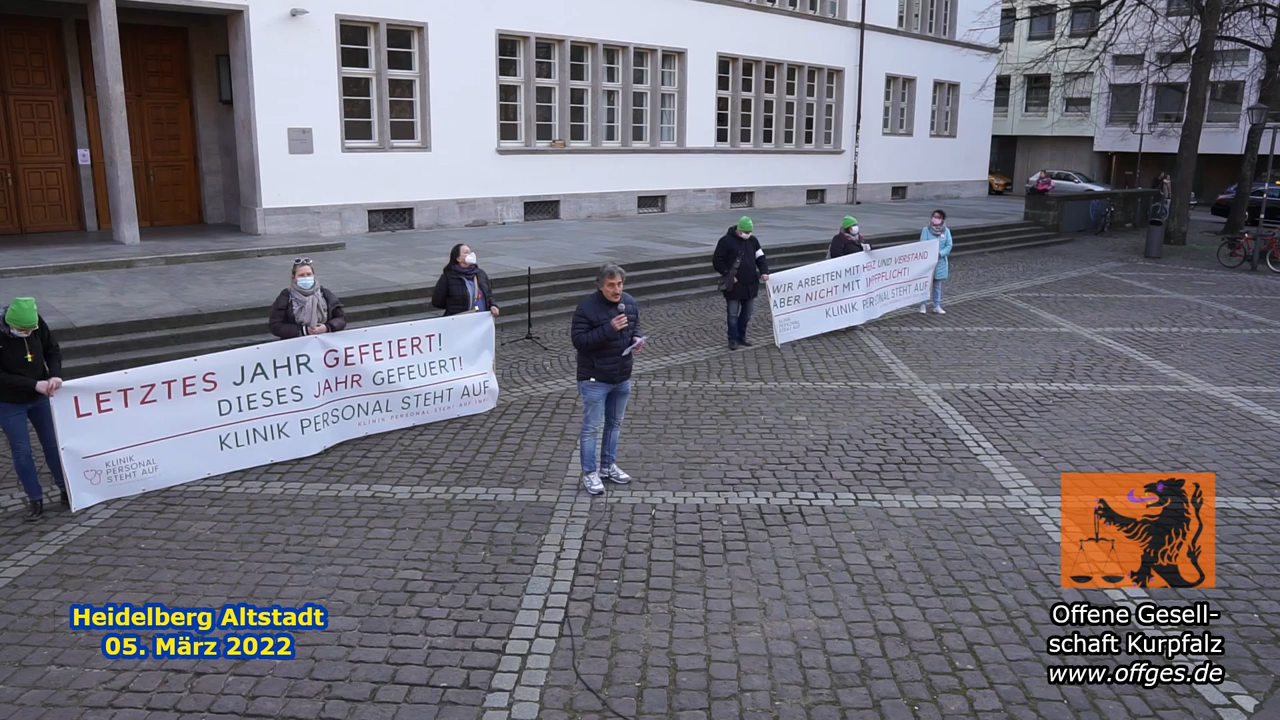 LETZTES JAHR GEFEIERT!
DIESES JAHR GEFEUERT!
KLINIK PERSONAL STEHT AUF
KLINIK
PERSONAL
STEHT AUF
WIR ARBEITEN MIT HERZ UND VERSTAND
ABER NICHT MIT IMPFPFLICHT!
KLINIK PERSONAL STEHT AUF
Heidelberg Altstadt
05. März 2022
Offene Gesell-
schaft Kurpfalz
www.offges.de